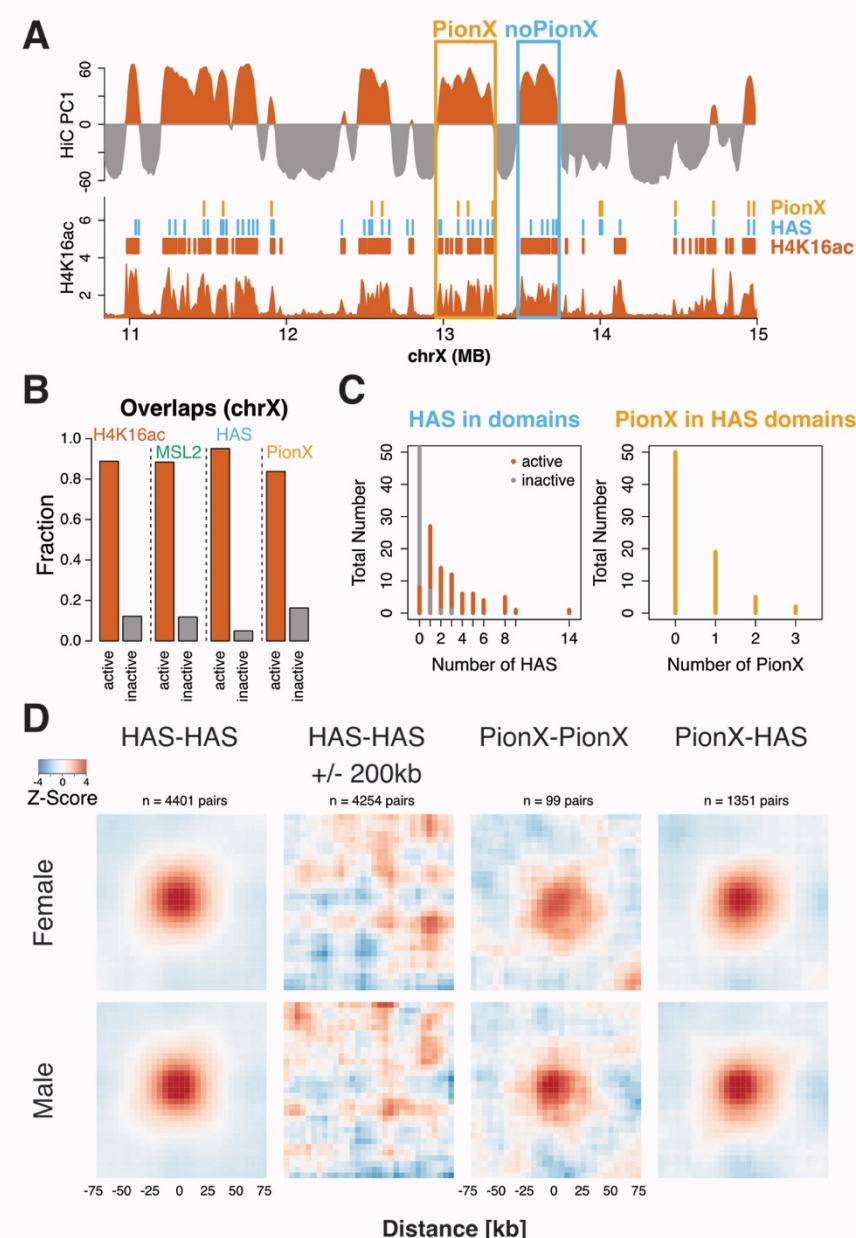 A
PionX noPionX
HiC PC1
60
0
-60
PionX
HAS
H4K16ac
H4K16ac
6
4
2
11 12 13 14 15
chrX (MB)
B
Overlaps (chrX)
H4K16ac
MSL2
HAS
PionX
Fraction
1.0
0.8
0.6
0.4
0.2
0.0
active inactive active inactive active inactive active inactive
C
HAS in domains
active
inactive
Total Number
50
40
30
20
10
0
0 2 4 6 8 14
Number of HAS
PionX in HAS domains
Total Number
50
40
30
20
10
0
0 1 2 3
Number of PionX
D
HAS-HAS
HAS-HAS
+/- 200kb
PionX-PionX
PionX-HAS
-4 0 4
Z-Score
n = 4401 pairs
n = 4254 pairs
n = 99 pairs
n = 1351 pairs
Female
Male
-75 -50 -25 0 25 50 75
-75 -50 -25 0 25 50 75
Distance [kb]